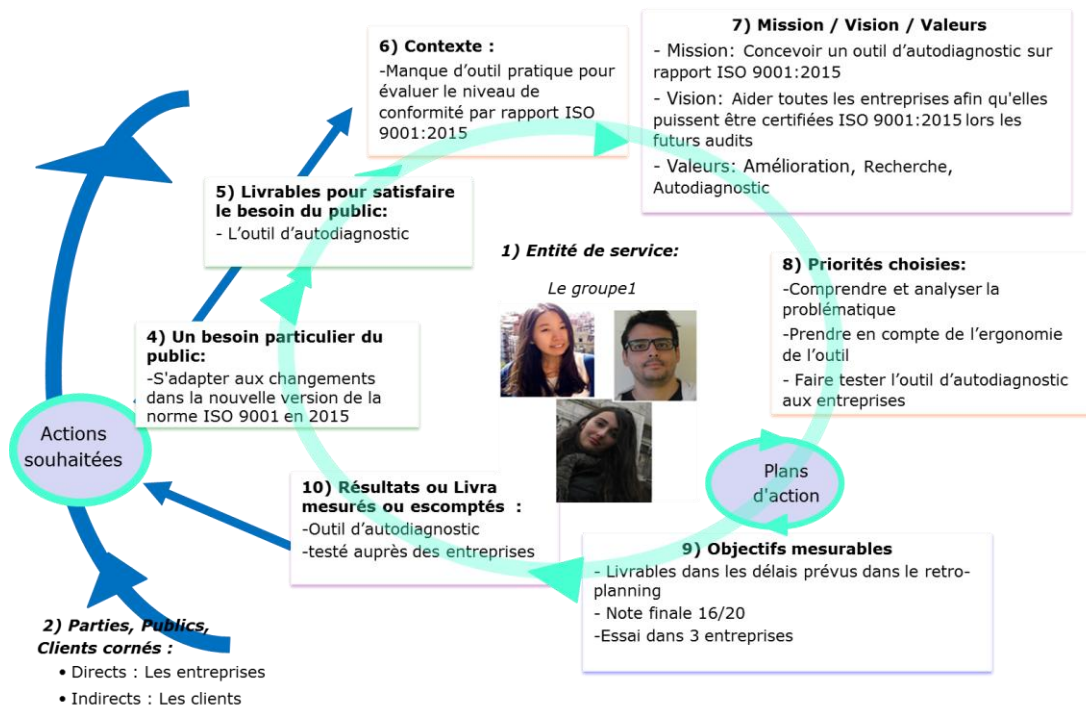 6) Contexte :
-Manque d'outil pratique pour
évaluer le niveau de
conformité par rapport ISO
9001:2015
7) Mission / Vision / Valeurs
- Mission: Concevoir un outil d'autodiagnostic sur
rapport ISO 9001:2015
- Vision: Aider toutes les entreprises afin qu'elles
puissent être certifiées ISO 9001:2015 lors les
futurs audits
- Valeurs: Amélioration, Recherche,
Autodiagnostic
5) Livrables pour satisfaire
le besoin du public:
- L'outil d'autodiagnostic
1) Entité de service:
Le groupe1
8) Priorités choisies:
-Comprendre et analyser la
problématique
-Prendre en compte de l'ergonomie
de l'outil
- Faire tester l'outil d'autodiagnostic
aux entreprises
4) Un besoin particulier du
public:
-S'adapter aux changements
dans la nouvelle version de la
norme ISO 9001 en 2015
Actions
souhaitées
Plans
d'action
10) Résultats ou Livra
mesurés ou escomptés :
-Outil d'autodiagnostic
-testé auprès des entreprises
9) Objectifs mesurables
- Livrables dans les délais prévus dans le retro-
planning
- Note finale 16/20
-Essai dans 3 entreprises
2) Parties, Publics,
Clients cornés :
• Directs : Les entreprises
• Indirects : Les clients